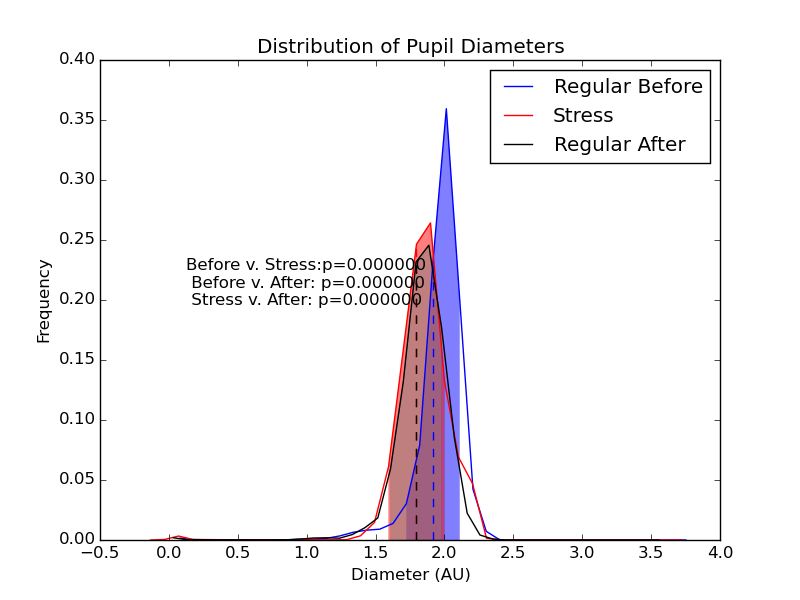 Distribution of Pupil Diameters
0.40
0.35
0.30
0.25
0.20
0.15
0.10
0.05
0.00
Frequency
Regular Before
Stress
Regular After
Before v. Stress:p=0.000000
Before v. After: p=0.000000
Stress v. After: p=0.000000
−0.5 0.0 0.5 1.0 1.5 2.0 2.5 3.0 3.5 4.0
Diameter (AU)